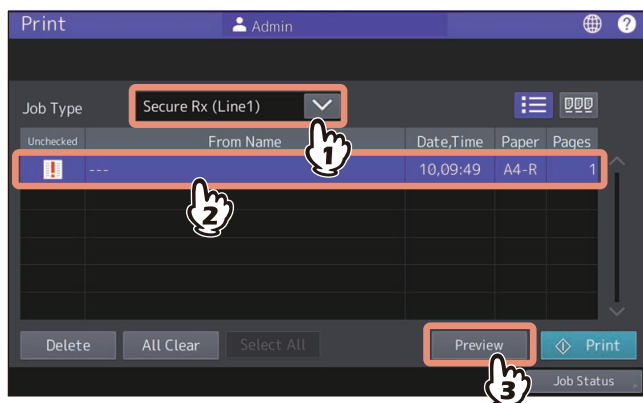 Print Admin ?
Job Type Secure Rx (Line1)
Unchecked From Name Date,Time Paper Pages
! --- 10,09:49 A4-R 1
1
2
Delete All Clear Select All Preview Print
3
Job Status